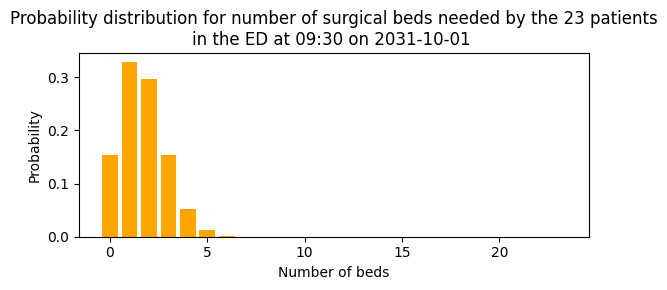 Probability distribution for number of surgical beds needed by the 23 patients
in the ED at 09:30 on 2031-10-01
Probability
0.3
0.2
0.1
0.0
0 5 10 15 20
Number of beds